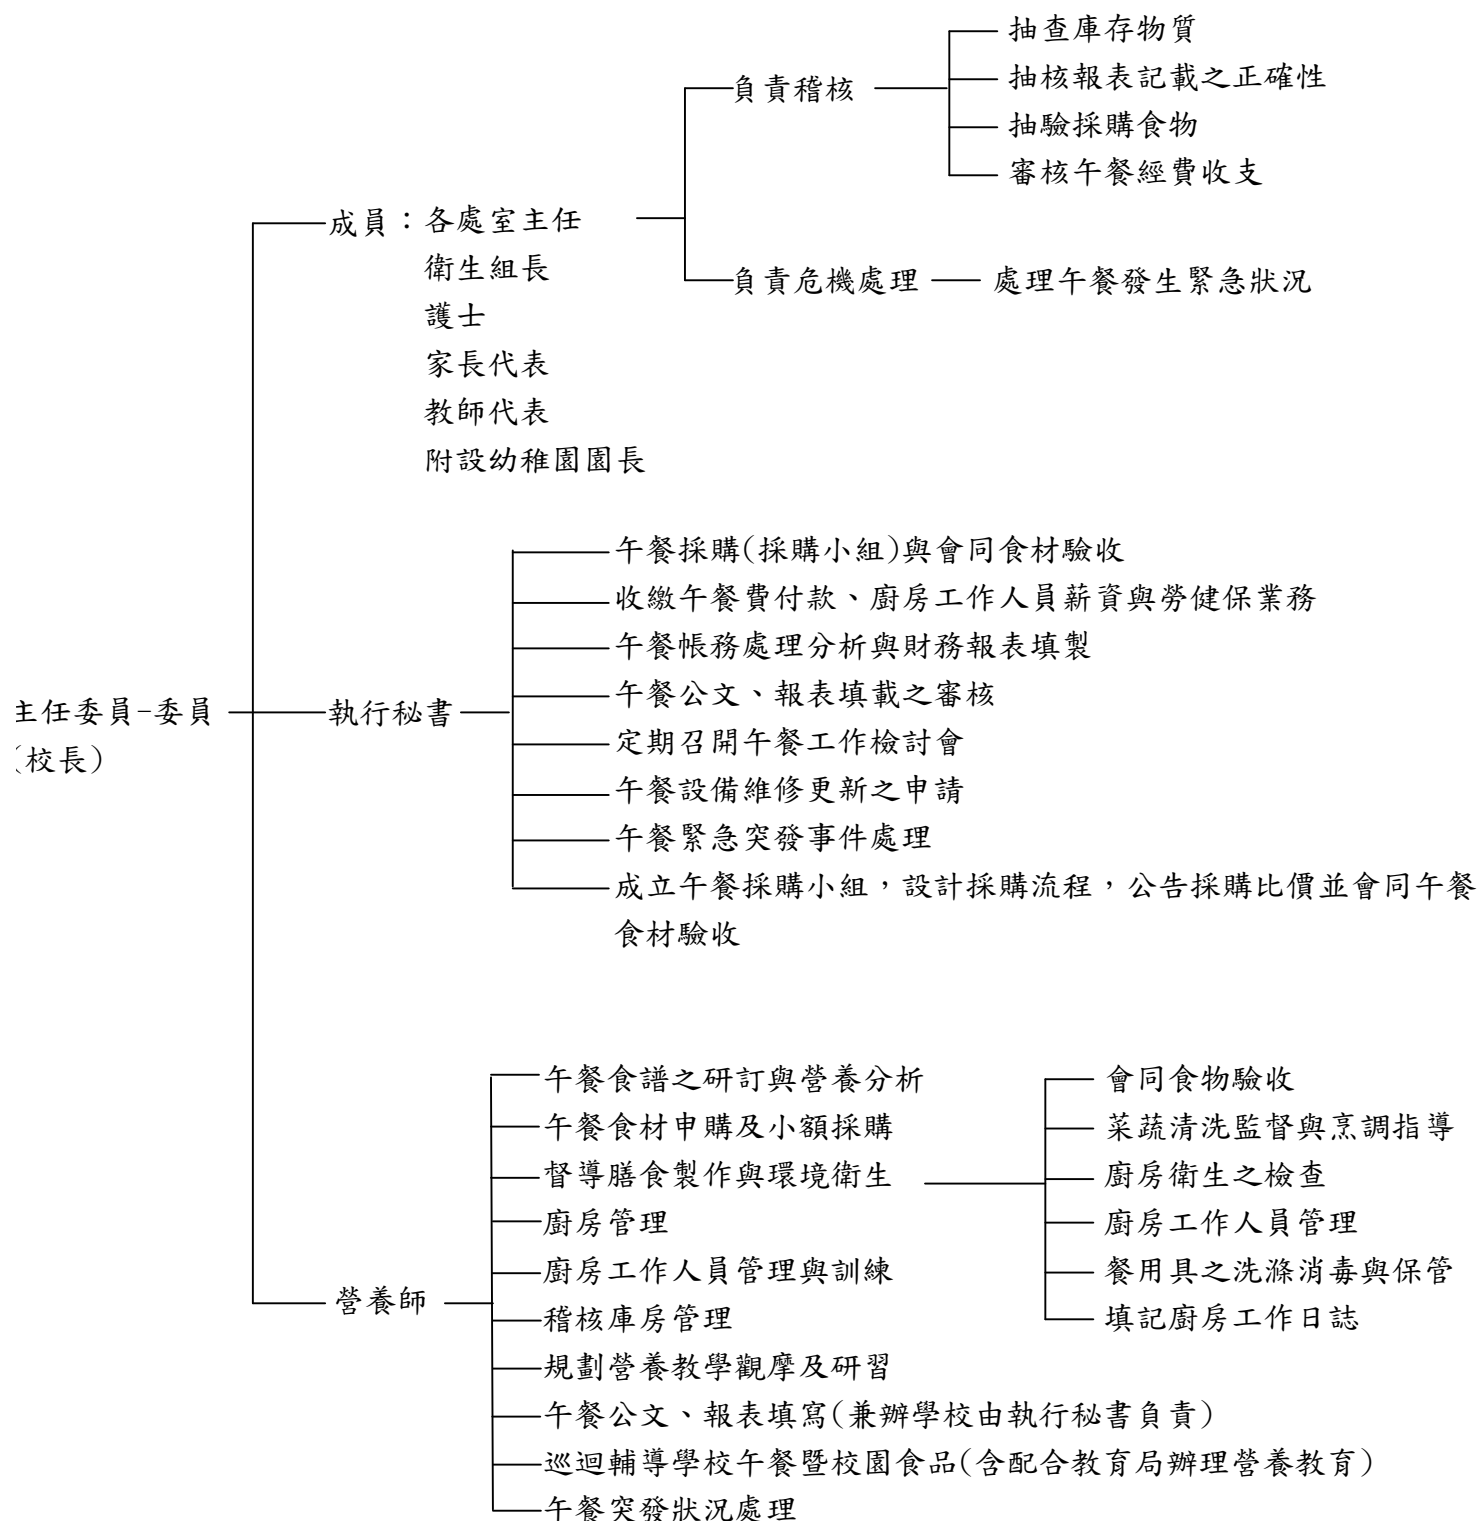 抽查庫存物質
抽核報表記載之正確性
抽驗採購食物
審核午餐經費收支
負責稽核
成員：各處室主任
衛生組長
護士
家長代表
教師代表
附設幼稚園園長
負責危機處理
處理午餐發生緊急狀況
午餐採購(採購小組)與會同食材驗收
收繳午餐費付款、廚房工作人員薪資與勞健保業務
午餐帳務處理分析與財務報表填製
午餐公文、報表填載之審核
定期召開午餐工作檢討會
午餐設備維修更新之申請
午餐緊急突發事件處理
成立午餐採購小組，設計採購流程，公告採購比價並會同午餐
食材驗收
主任委員-委員
(校長)
執行秘書
午餐食譜之研訂與營養分析
午餐食材申購及小額採購
督導膳食製作與環境衛生
廚房管理
廚房工作人員管理與訓練
稽核庫房管理
規劃營養教學觀摩及研習
午餐公文、報表填寫(兼辦學校由執行秘書負責)
巡迴輔導學校午餐暨校園食品(含配合教育局辦理營養教育)
午餐突發狀況處理
營養師
會同食物驗收
菜蔬清洗監督與烹調指導
廚房衛生之檢查
廚房工作人員管理
餐用具之洗滌消毒與保管
填記廚房工作日誌